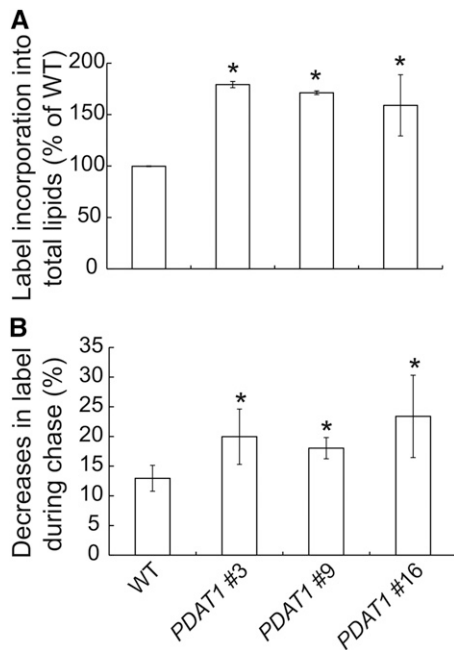 A
Label incorporation into
total lipids (% of WT)
200
150
100
50
0
*
*
*
B
Decreases in label
during chase (%)
35
30
25
20
15
10
5
0
*
*
*
WT
PDAT1 #3
PDAT1 #9
PDAT1 #16